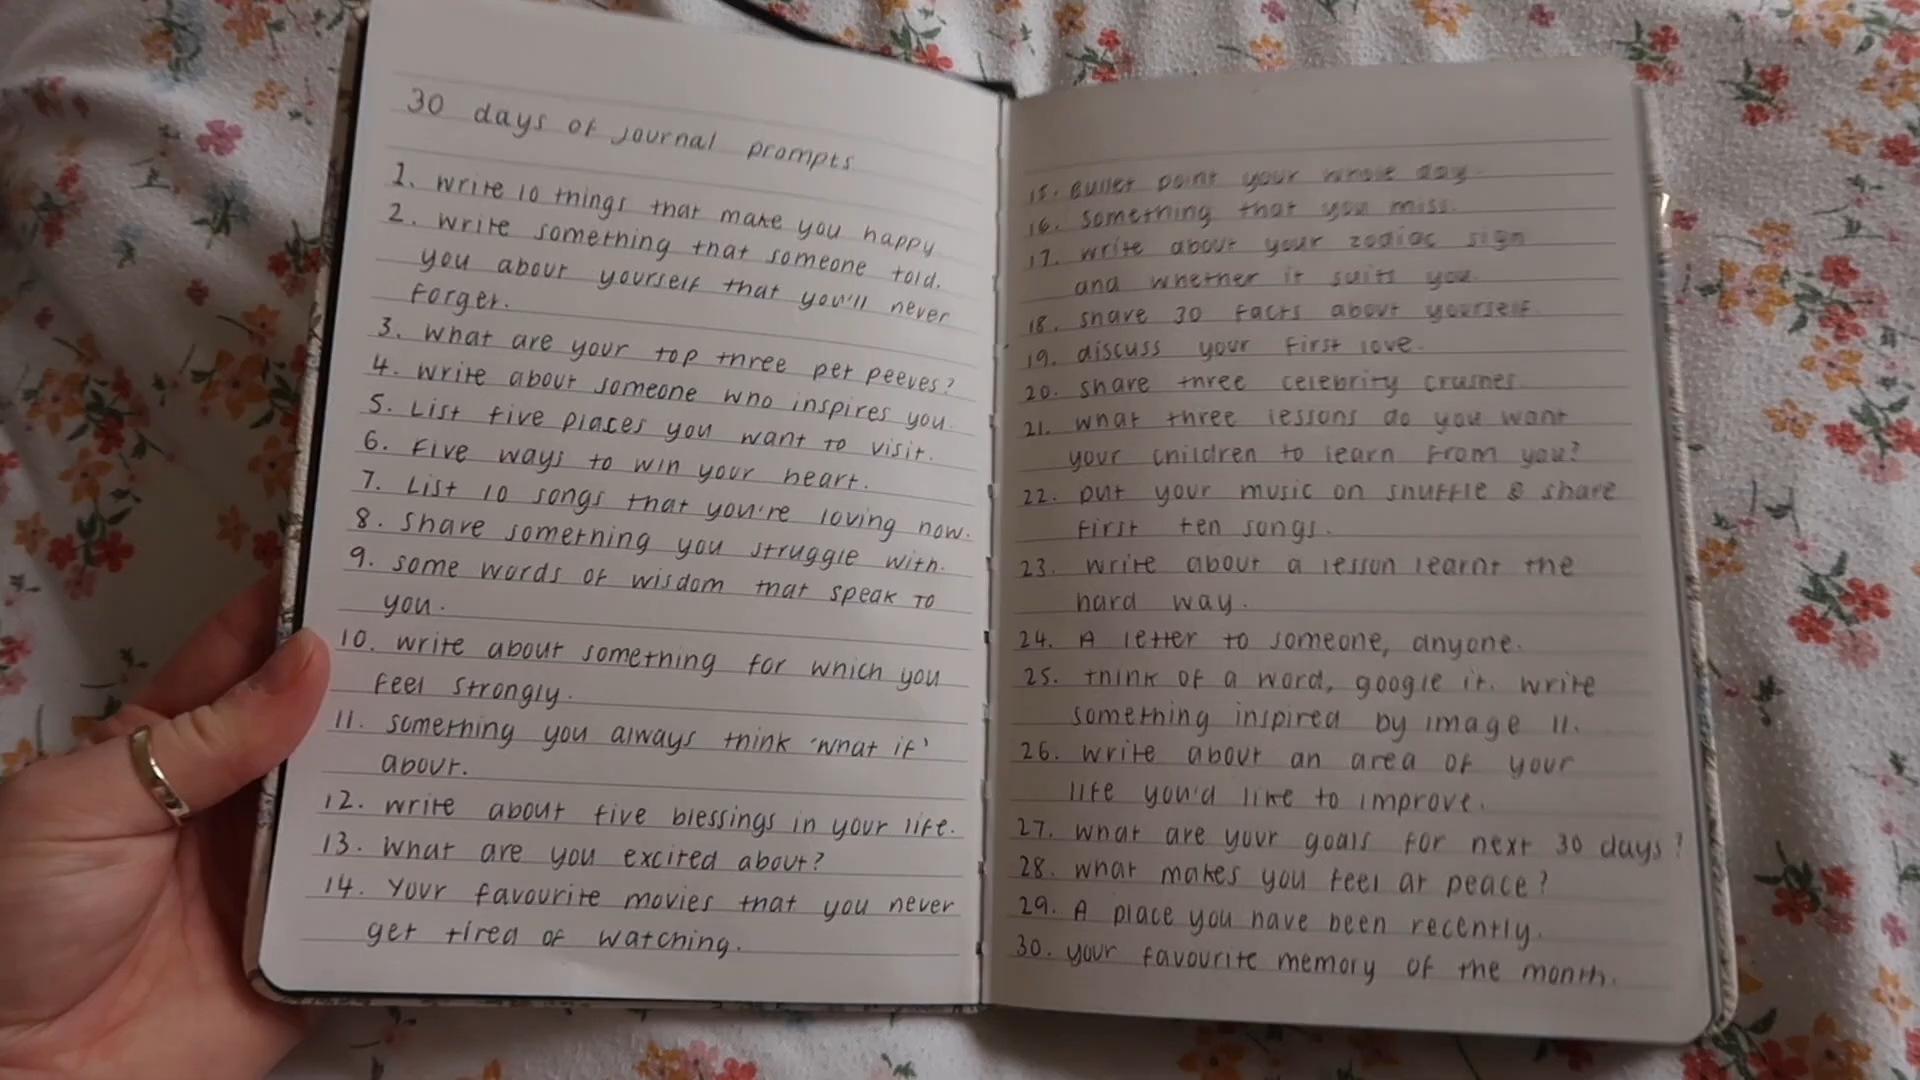 30 days of journal prompts
1. write 10 things that make you happy
2. write something that someone told.
you about yourself that you'll never
forget.
3. what are your top three pet peeves?
4. write about someone who inspires you.
5. List five places you want to visit.
6. Five ways to win your heart.
7. List 10 songs that you're loving now.
8. Share something you struggle with.
9. some words of wisdom that speak to
you.
10. write about something for which you
feel strongly.
11. something you always think 'what if'
about.
12. write about five blessings in your life.
13. What are you excited about?
14. Your favourite movies that you never
get tired of watching.
15. Bullet point your whole day.
16. Something that you miss.
17. write about your zodiac sign
and whether it suits you.
18. share 30 facts about yourself.
19. discuss your first love.
20. share three celebrity crushes.
21. what three lessons do you want
your children to learn from you?
22. put your music on shuffle & share
first ten songs.
23. write about a lesson learnt the
hard way.
24. A letter to someone, anyone.
25. think of a word, google it. write
something inspired by image 11.
26. write about an area of your
life you'd like to improve.
27. what are your goals for next 30 days?
28. what makes you feel at peace?
29. A place you have been recently.
30. your favourite memory of the month.